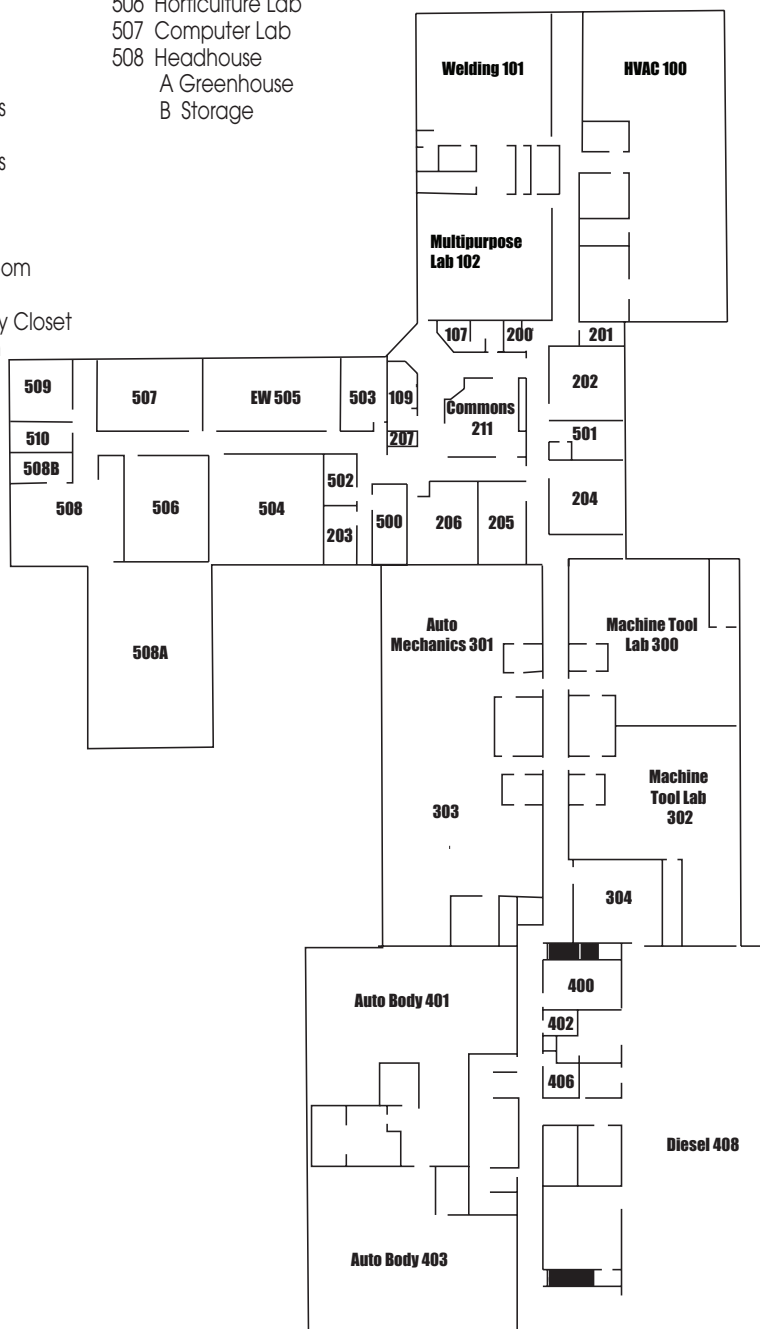 506 Horticulture Lab
507 Computer Lab
508 Headhouse
A Greenhouse
B Storage
Welding 101
HVAC 100
Multipurpose
Lab 102
107
200
201
202
509
507
EW 505
503
109
Commons
211
501
207
510
508B
508
506
504
502
203
500
206
205
204
508A
Auto
Mechanics 301
Machine Tool
Lab 300
303
Machine
Tool Lab
302
304
400
Auto Body 401
402
406
Diesel 408
Auto Body 403